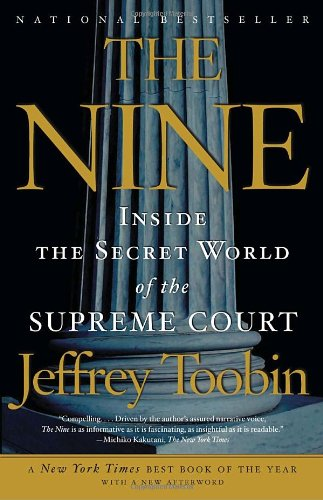 NATIONAL BESTSELLER
THE
NINE
INSIDE
THE SECRET WORLD
of the
SUPREME COURT
Jeffrey Toobin
"Compelling. . . . Driven by the author's assured narrative voice,
The Nine is as informative as it is fascinating, as insightful as it is readable."
—Michiko Kakutani, The New York Times
A New York Times BEST BOOK OF THE YEAR
WITH A NEW AFTERWORD